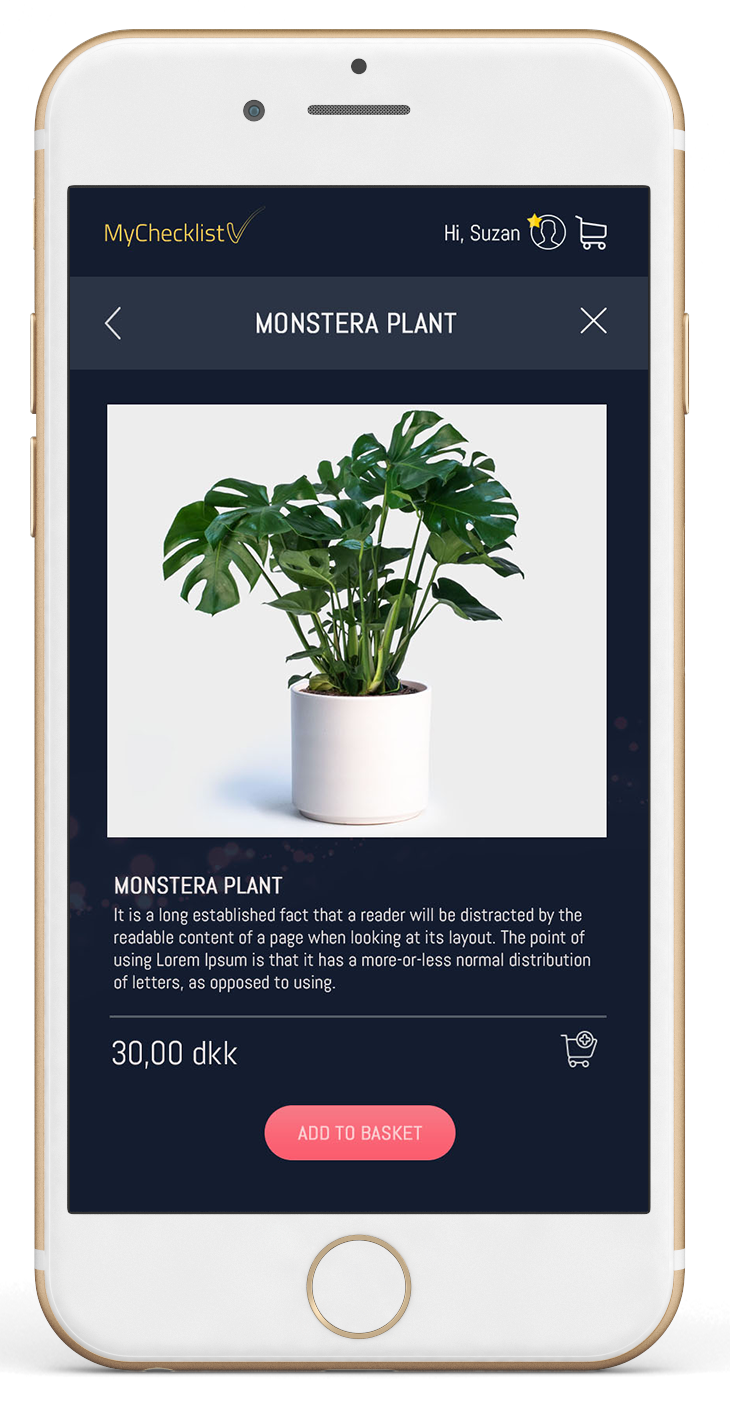 MyChecklist
Hi, Suzan
MONSTERA PLANT
MONSTERA PLANT
It is a long established fact that a reader will be distracted by the
readable content of a page when looking at its layout. The point of
using Lorem Ipsum is that it has a more-or-less normal distribution
of letters, as opposed to using.
30,00 dkk
ADD TO BASKET